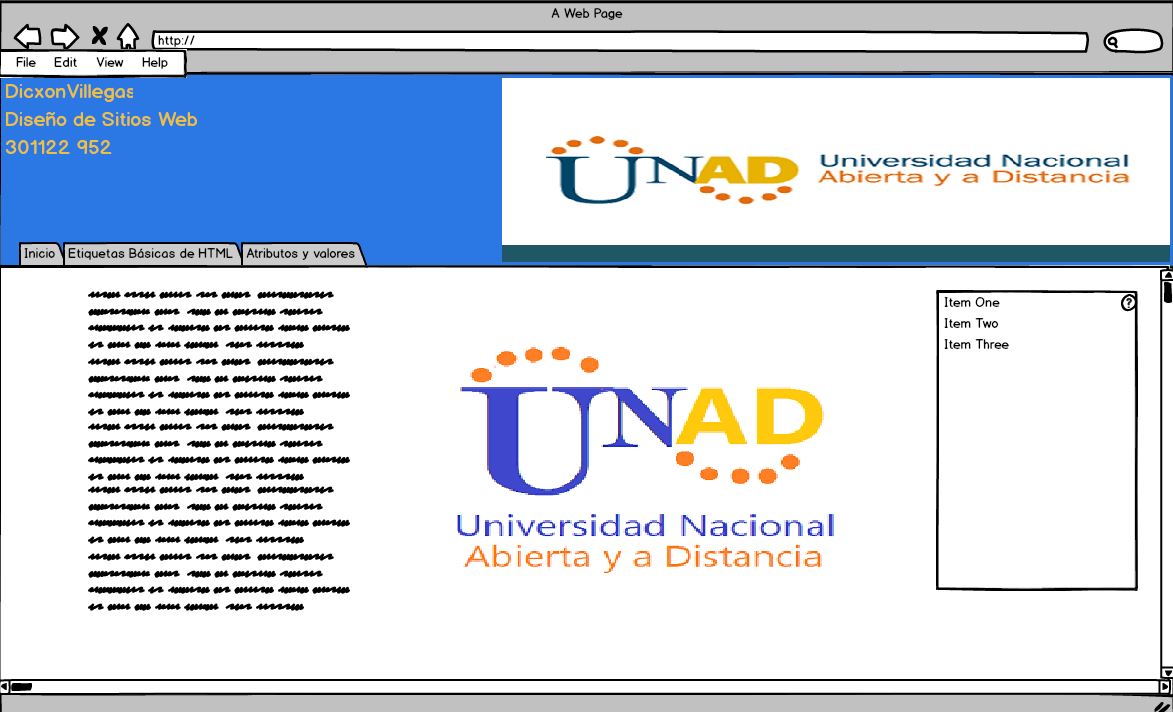 A Web Page
http://
File Edit View Help
DicxonVillegas
Diseño de Sitios Web
301122 952
UNAD
Universidad Nacional
Abierta y a Distancia
Inicio
Etiquetas Básicas de HTML
Atributos y valores
Item One
?
Item Two
Item Three
UNAD
Universidad Nacional
Abierta y a Distancia